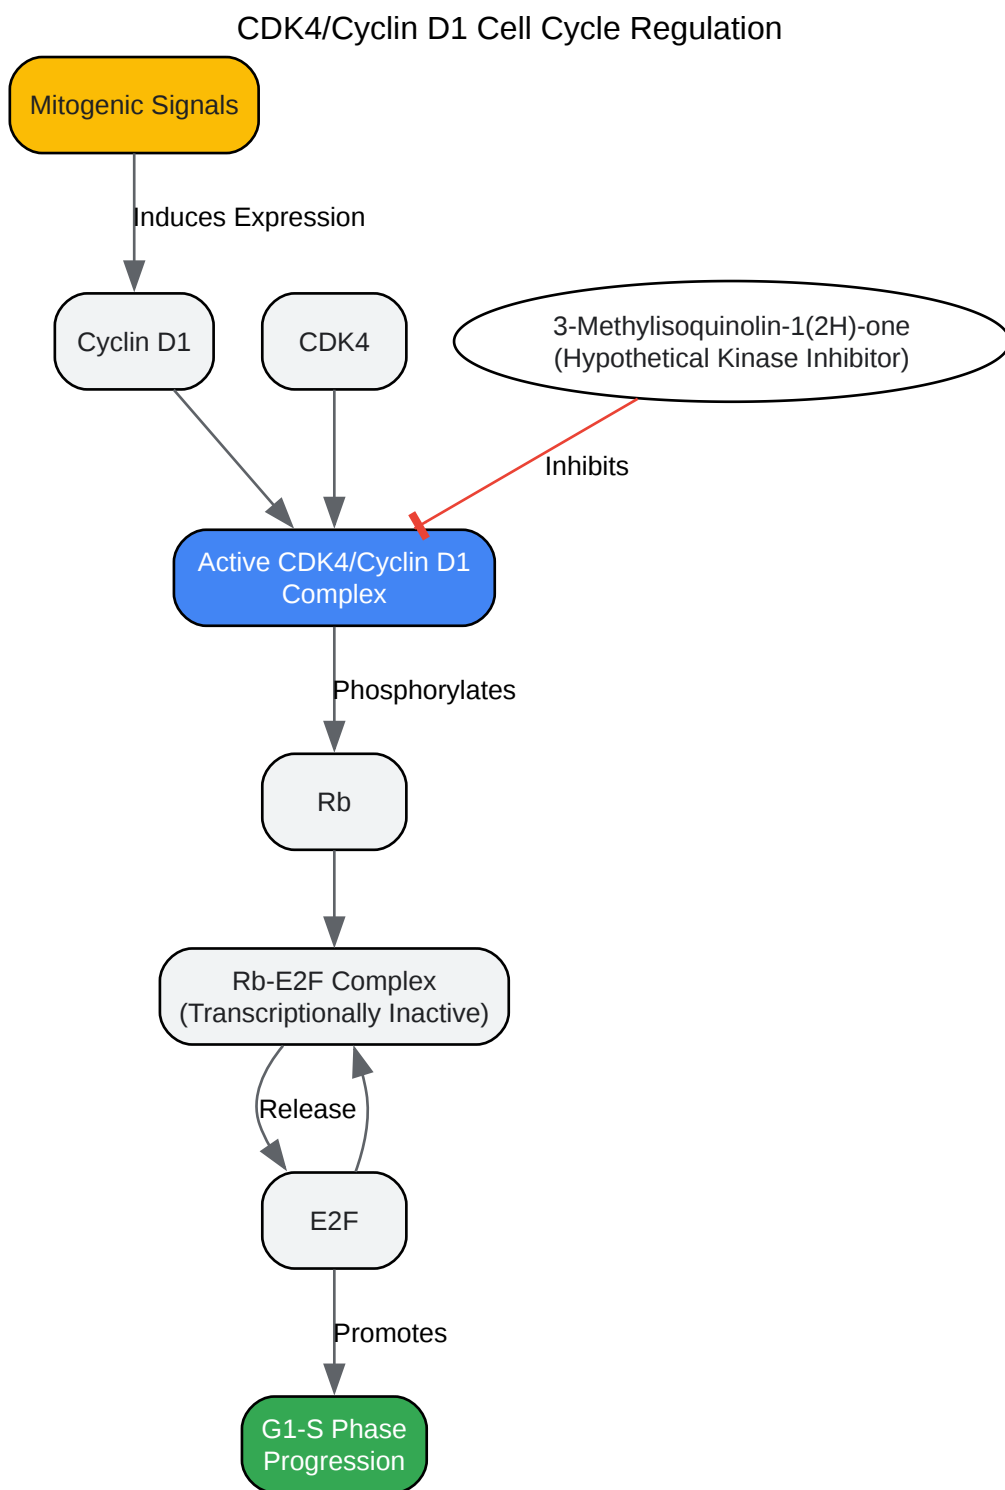 CDK4/Cyclin D1 Cell Cycle Regulation
Mitogenic Signals
Induces Expression
Cyclin D1
CDK4
3-Methylisoquinolin-1(2H)-one
(Hypothetical Kinase Inhibitor)
Inhibits
Active CDK4/Cyclin D1
Complex
Phosphorylates
Rb
Rb-E2F Complex
(Transcriptionally Inactive)
Release
E2F
Promotes
G1-S Phase
Progression